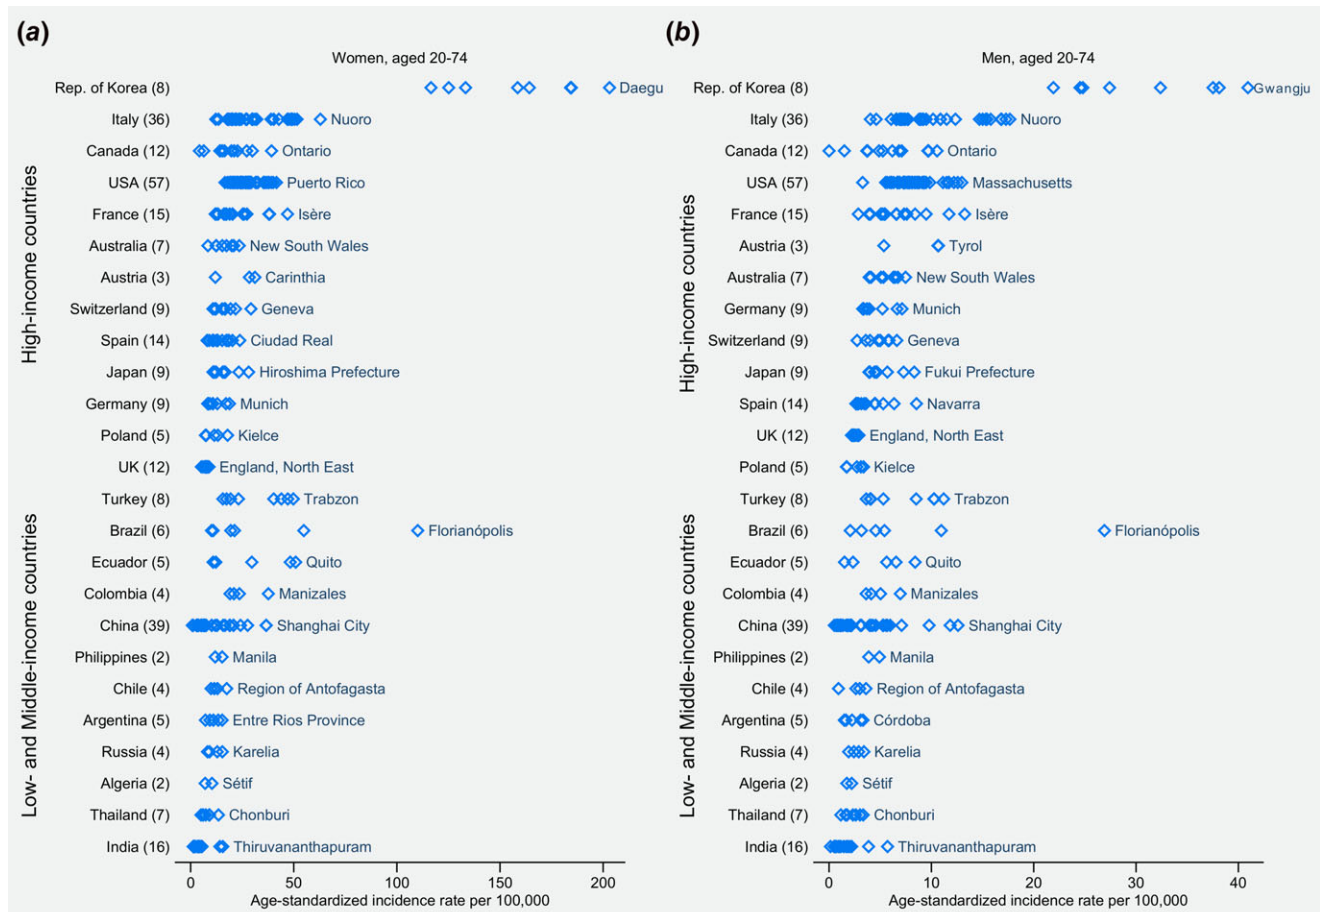 (a)
Women, aged 20-74
High-income countries
Rep. of Korea (8) Daegu
Italy (36) Nuoro
Canada (12) Ontario
USA (57) Puerto Rico
France (15) Isère
Australia (7) New South Wales
Austria (3) Carinthia
Switzerland (9) Geneva
Spain (14) Ciudad Real
Japan (9) Hiroshima Prefecture
Germany (9) Munich
Poland (5) Kielce
UK (12) England, North East
Low- and Middle-income countries
Turkey (8) Trabzon
Brazil (6) Florianópolis
Ecuador (5) Quito
Colombia (4) Manizales
China (39) Shanghai City
Philippines (2) Manila
Chile (4) Region of Antofagasta
Argentina (5) Entre Rios Province
Russia (4) Karelia
Algeria (2) Sétif
Thailand (7) Chonburi
India (16) Thiruvananthapuram
0 50 100 150 200
Age-standardized incidence rate per 100,000
(b)
Men, aged 20-74
High-income countries
Rep. of Korea (8) Gwangju
Italy (36) Nuoro
Canada (12) Ontario
USA (57) Massachusetts
France (15) Isère
Austria (3) Tyrol
Australia (7) New South Wales
Germany (9) Munich
Switzerland (9) Geneva
Japan (9) Fukui Prefecture
Spain (14) Navarra
UK (12) England, North East
Poland (5) Kielce
Low- and Middle-income countries
Turkey (8) Trabzon
Brazil (6) Florianópolis
Ecuador (5) Quito
Colombia (4) Manizales
China (39) Shanghai City
Philippines (2) Manila
Chile (4) Region of Antofagasta
Argentina (5) Córdoba
Russia (4) Karelia
Algeria (2) Sétif
Thailand (7) Chonburi
India (16) Thiruvananthapuram
0 10 20 30 40
Age-standardized incidence rate per 100,000